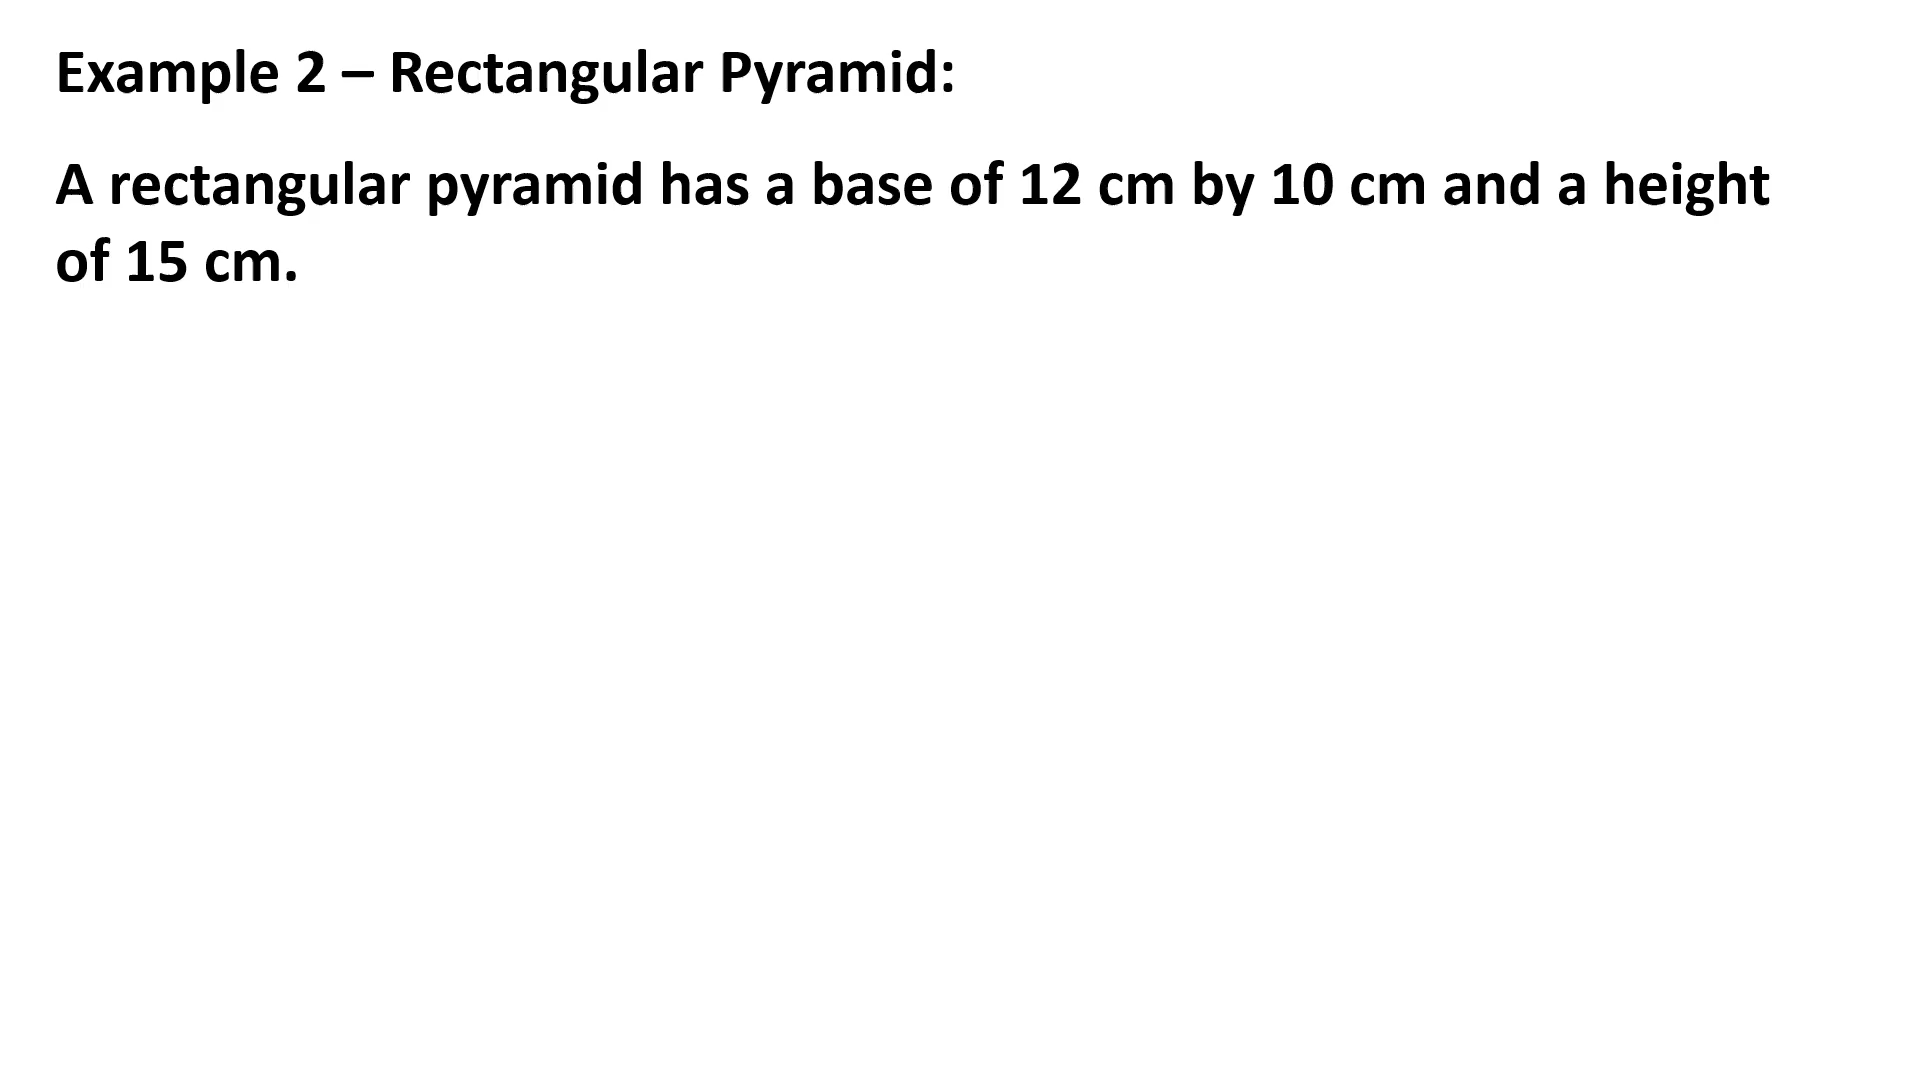 Example 2 – Rectangular Pyramid:
A rectangular pyramid has a base of 12 cm by 10 cm and a height
of 15 cm.